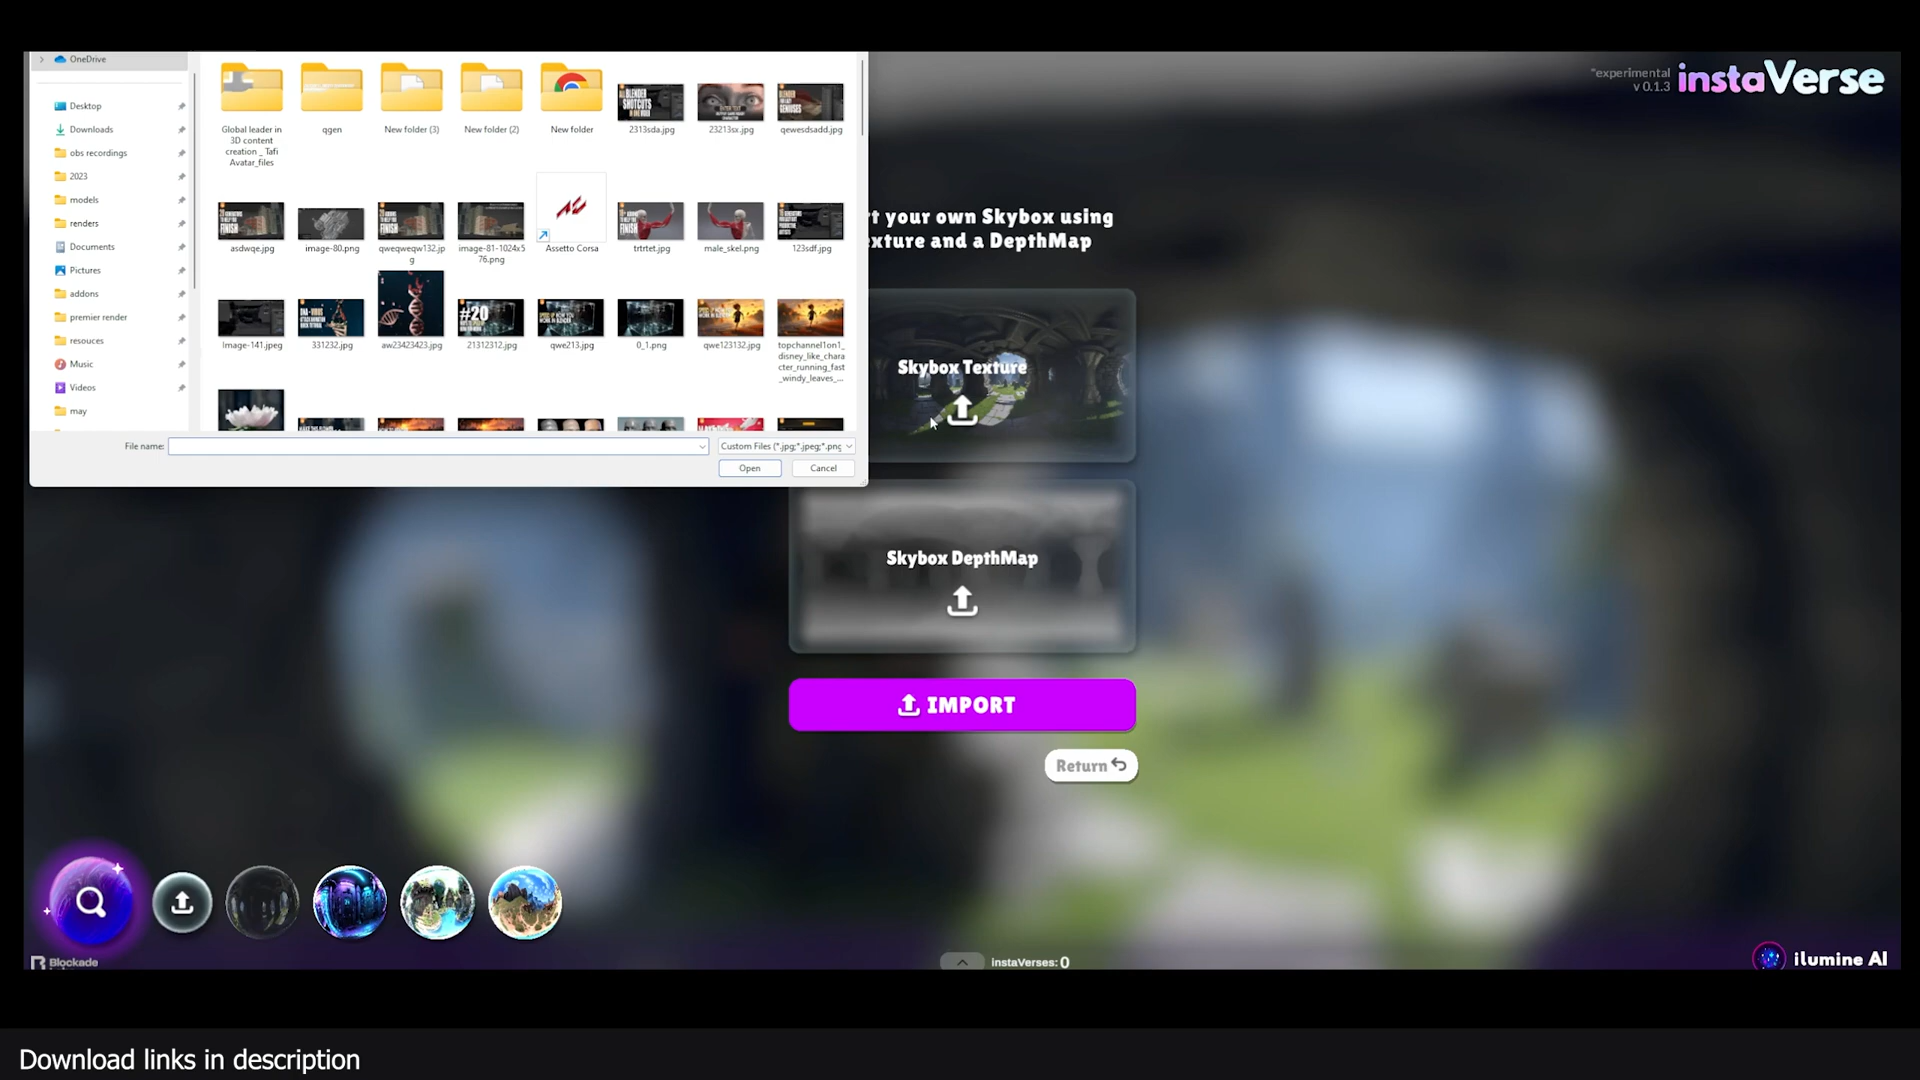 OneDrive
Desktop
Downloads
obs recordings
2023
models
renders
Documents
Pictures
addons
premier render
resouces
Music
Videos
may
Global leader in
3D content
creation _ Tafi
Avatar_files
qgen
New folder (3)
New folder (2)
New folder
2313sda.jpg
23213sx.jpg
qewesdsadd.jpg
asdwqe.jpg
image-80.png
qweqweqw132.jp
g
image-81-1024x5
76.png
Assetto Corsa
trtrtet.jpg
male_skel.png
123sdf.jpg
Image-141.jpeg
331232.jpg
aw23423423.jpg
21312312.jpg
qwe213.jpg
0_1.png
qwe123132.jpg
topchannel1on1_
disney_like_chara
cter_running_fast
_windy_leaves_...
File name:
Custom Files (*.jpg;*.jpeg;*.png
Open
Cancel
*experimental
v 0.1.3
instaVerse
rt your own Skybox using
exture and a DepthMap
Skybox Texture
Skybox DepthMap
IMPORT
Return
Blockade
instaVerses: 0
ilumine AI
Download links in description